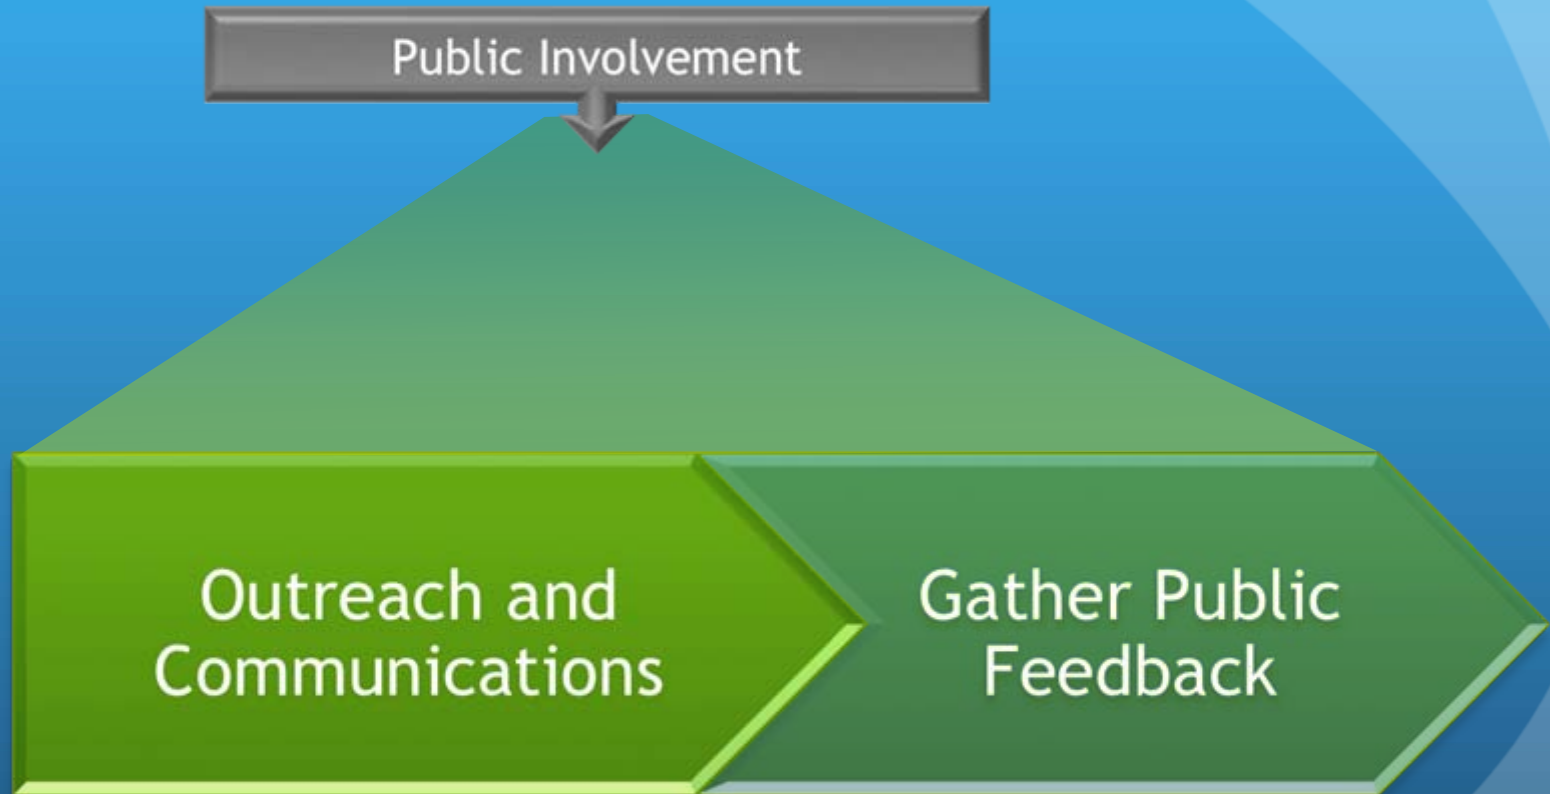 Public Involvement
Outreach and
Communications
Gather Public
Feedback